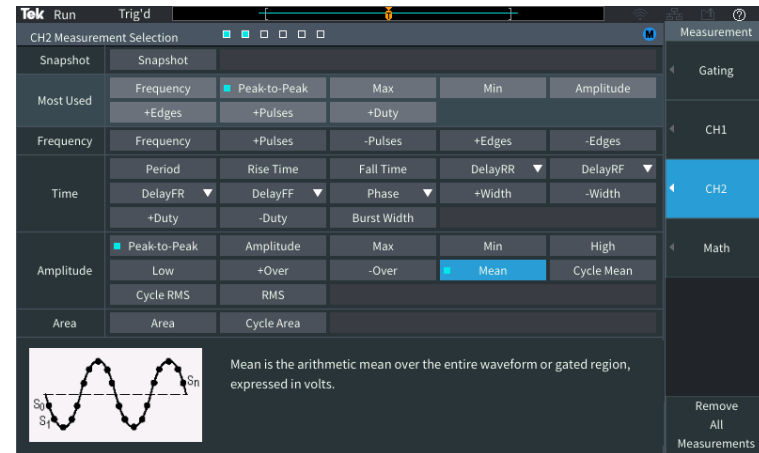 Tek Run Trig'd
T
?
CH2 Measurement Selection M Measurement
Snapshot Snapshot
Most Used Frequency Peak-to-Peak Max Min Amplitude
+Edges +Pulses +Duty
Frequency Frequency +Pulses -Pulses +Edges -Edges
Time Period Rise Time Fall Time DelayRR DelayRF
DelayFR DelayFF Phase +Width -Width
+Duty -Duty Burst Width
Amplitude Peak-to-Peak Amplitude Max Min High
Low +Over -Over Mean Cycle Mean
Cycle RMS RMS
Area Area Cycle Area
Mean is the arithmetic mean over the entire waveform or gated region,
expressed in volts.
S0
S1
Sn
Gating
CH1
CH2
Math
Remove
All
Measurements